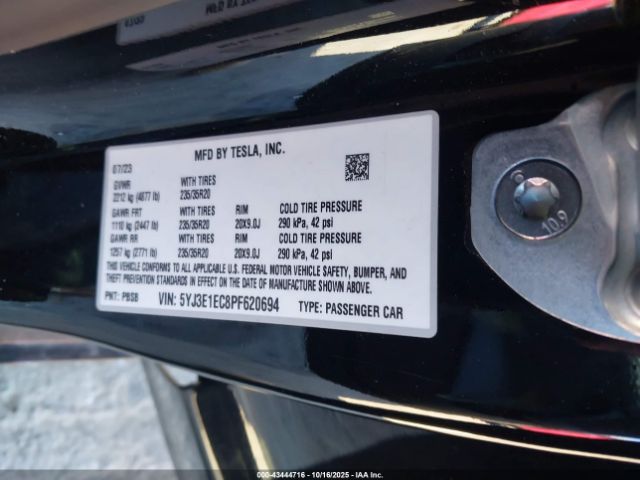 MFD BY TESLA, INC.
07/23
GVWR WITH TIRES
2212 kg (4877 lb) 235/35R20
GAWR FRT WITH TIRES RIM COLD TIRE PRESSURE
1110 kg (2447 lb) 235/35R20 20X9.0J 290 kPa, 42 psi
GAWR RR WITH TIRES RIM COLD TIRE PRESSURE
1257 kg (2771 lb) 235/35R20 20X9.0J 290 kPa, 42 psi
THIS VEHICLE CONFORMS TO ALL APPLICABLE U.S. FEDERAL MOTOR VEHICLE SAFETY, BUMPER, AND
THEFT PREVENTION STANDARDS IN EFFECT ON THE DATE OF MANUFACTURE SHOWN ABOVE.
PNT: PBSB VIN: 5YJ3E1EC8PF620694 TYPE: PASSENGER CAR
10.9
000-43444716 - 10/16/2025 - IAA Inc.